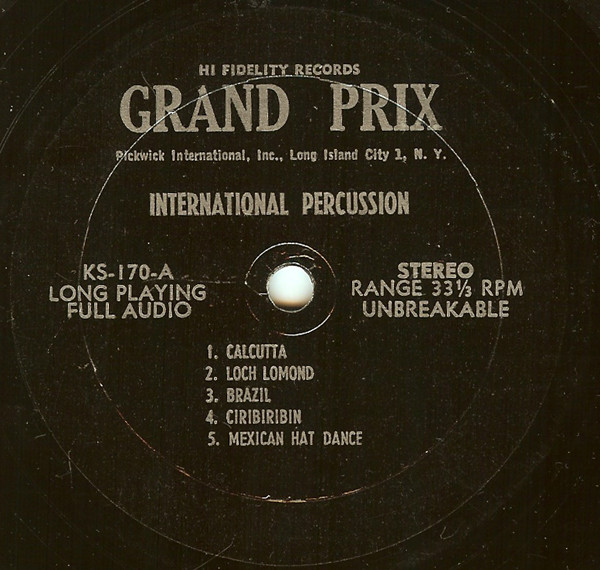 HI FIDELITY RECORDS
GRAND PRIX
Pickwick International, Inc., Long Island City 1, N. Y.
INTERNATIONAL PERCUSSION
KS-170-A
LONG PLAYING
FULL AUDIO
STEREO
RANGE 33⅓ RPM
UNBREAKABLE
1. CALCUTTA
2. LOCH LOMOND
3. BRAZIL
4. CIRIBIRIBIN
5. MEXICAN HAT DANCE